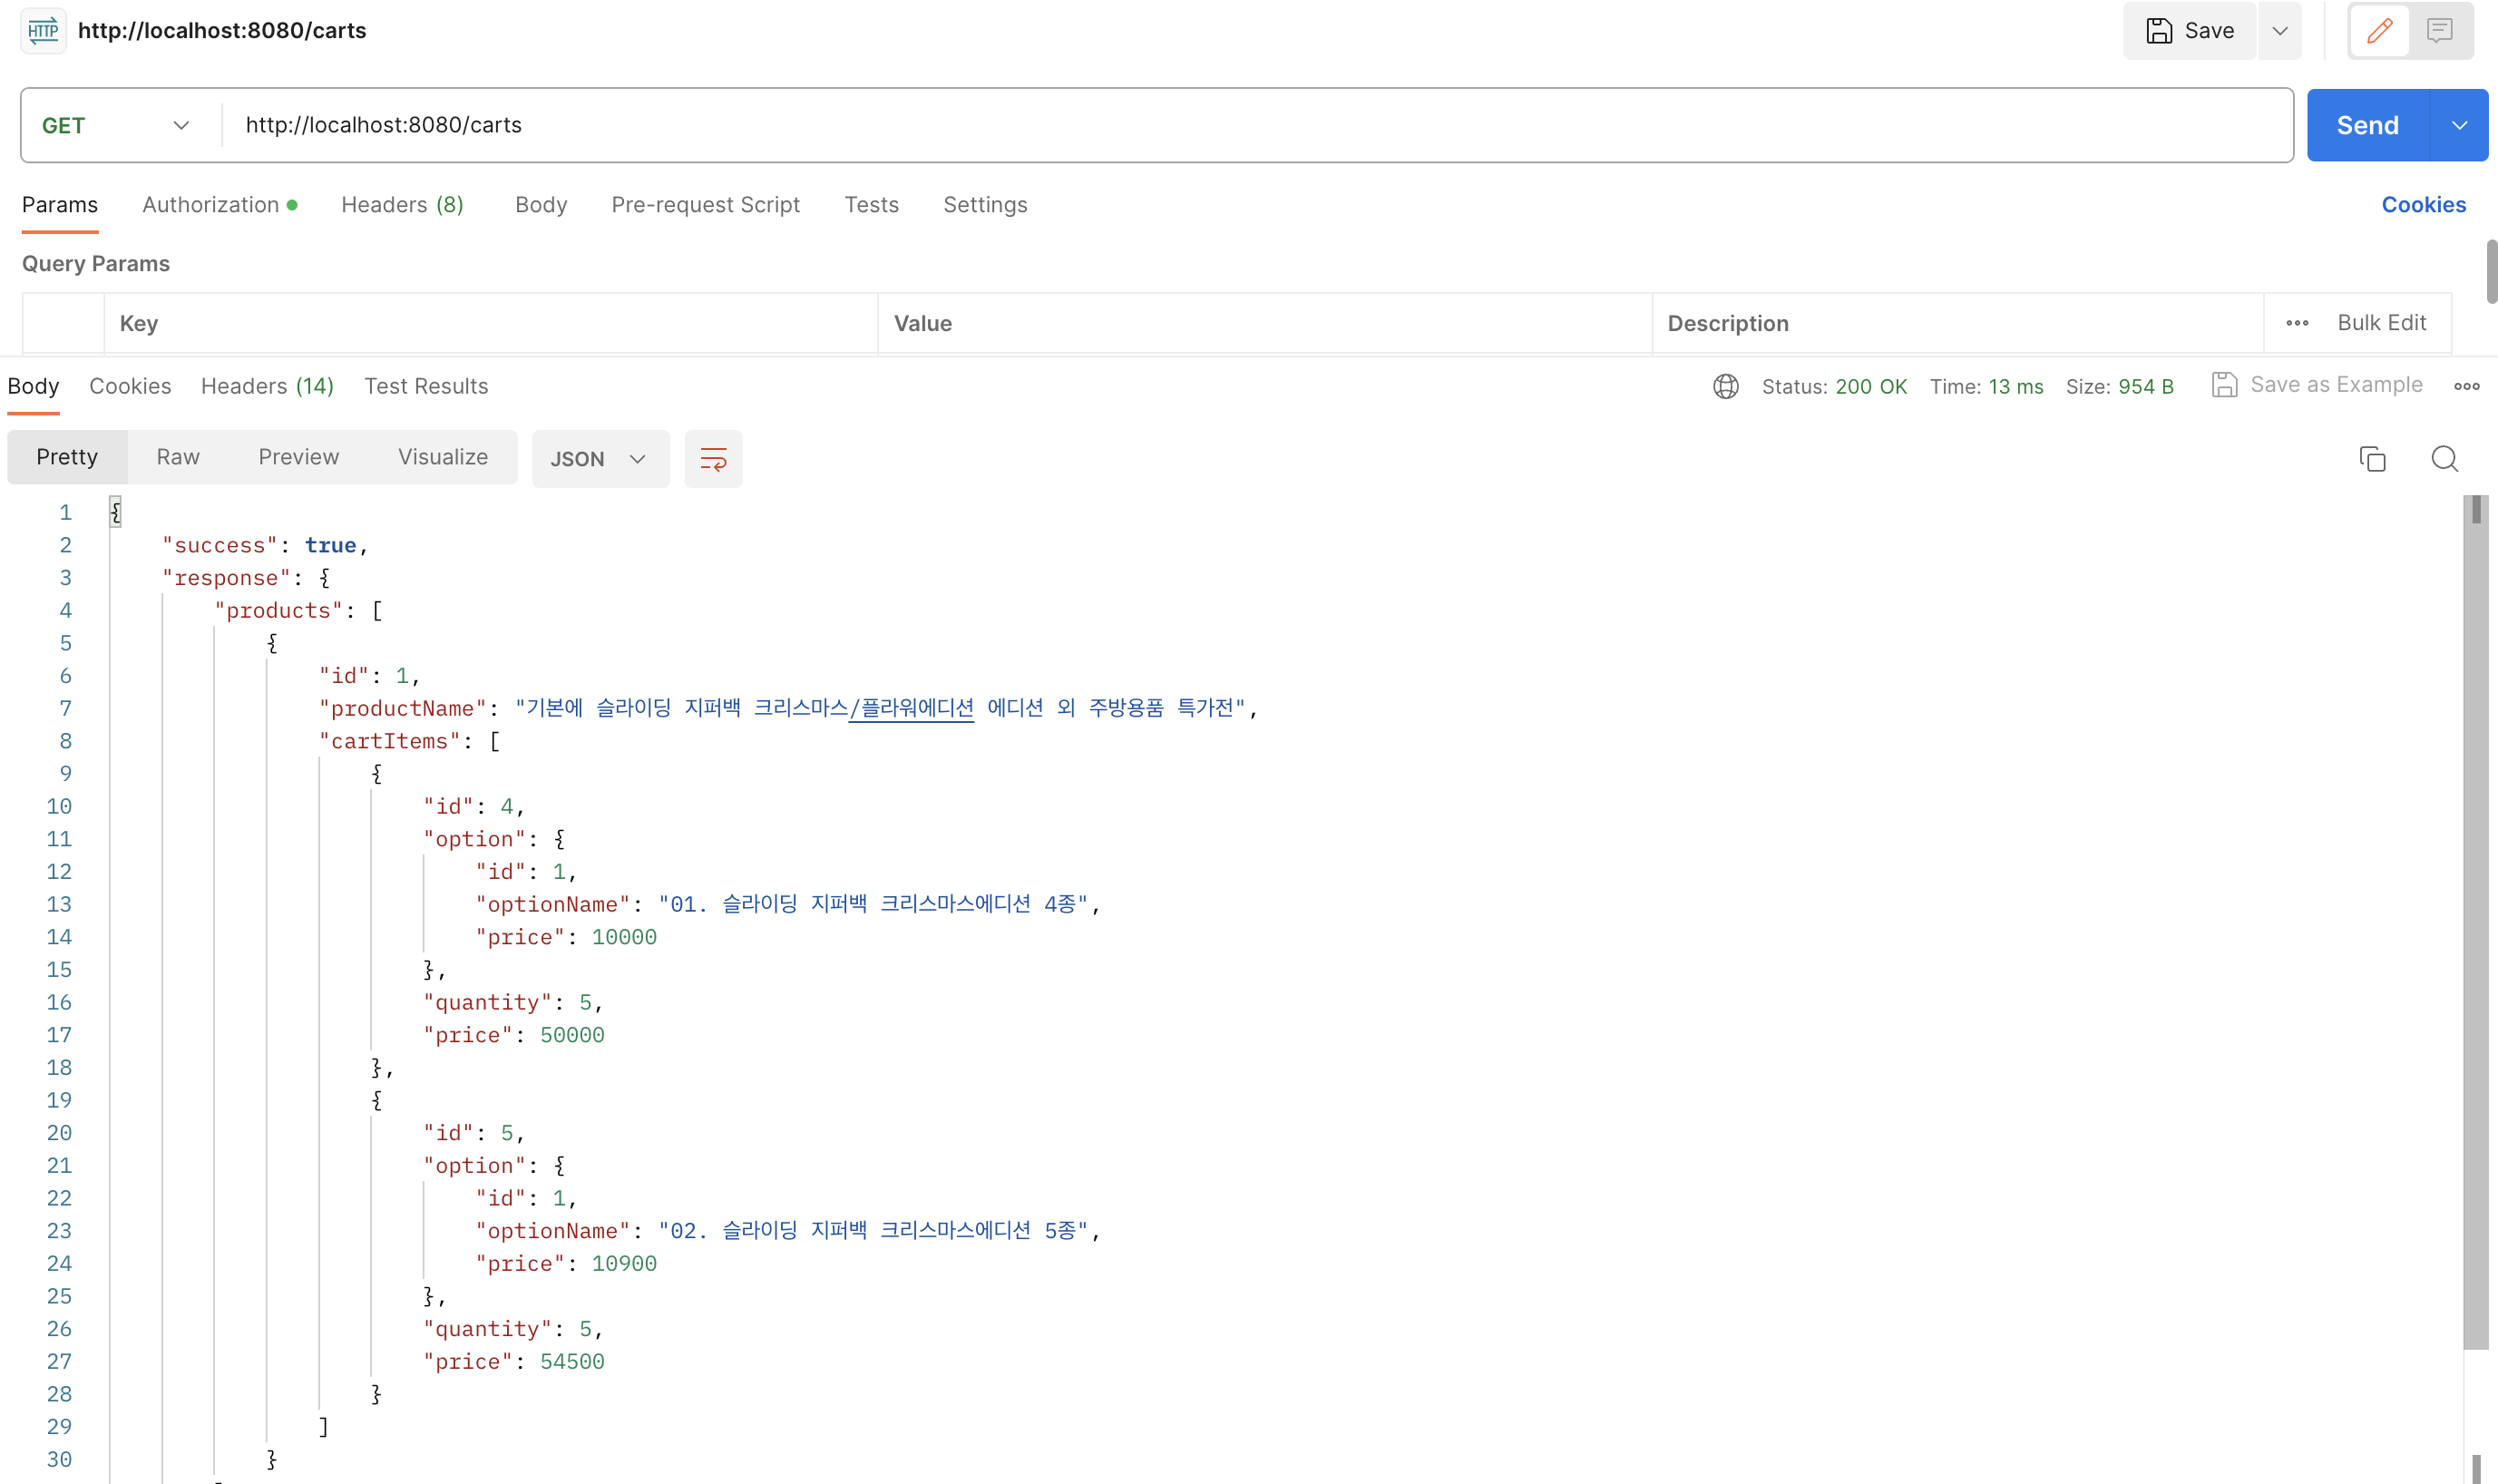 HTTP http://localhost:8080/carts Save
GET http://localhost:8080/carts Send
Params Authorization Headers (8) Body Pre-request Script Tests Settings Cookies
Query Params
Key Value Description Bulk Edit
Body Cookies Headers (14) Test Results Status: 200 OK Time: 13 ms Size: 954 B Save as Example
Pretty Raw Preview Visualize JSON
1 {
2 "success": true,
3 "response": {
4 "products": [
5 {
6 "id": 1,
7 "productName": "기본에 슬라이딩 지퍼백 크리스마스/플라워에디션 에디션 외 주방용품 특가전",
8 "cartItems": [
9 {
10 "id": 4,
11 "option": {
12 "id": 1,
13 "optionName": "01. 슬라이딩 지퍼백 크리스마스에디션 4종",
14 "price": 10000
15 },
16 "quantity": 5,
17 "price": 50000
18 },
19 {
20 "id": 5,
21 "option": {
22 "id": 1,
23 "optionName": "02. 슬라이딩 지퍼백 크리스마스에디션 5종",
24 "price": 10900
25 },
26 "quantity": 5,
27 "price": 54500
28 }
29 ]
30 }